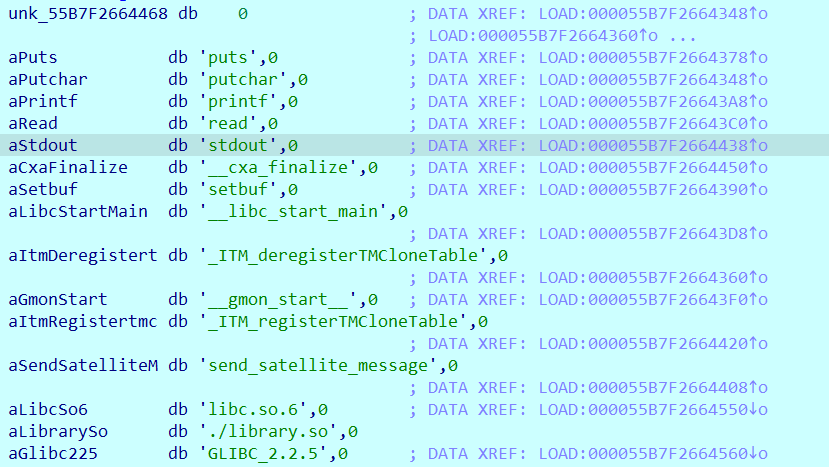 unk_55B7F2664468 db    0                ; DATA XREF: LOAD:000055B7F2664348↑o
; LOAD:000055B7F2664360↑o ...
aPuts           db 'puts',0             ; DATA XREF: LOAD:000055B7F2664378↑o
aPutchar        db 'putchar',0          ; DATA XREF: LOAD:000055B7F2664348↑o
aPrintf         db 'printf',0           ; DATA XREF: LOAD:000055B7F26643A8↑o
aRead           db 'read',0             ; DATA XREF: LOAD:000055B7F26643C0↑o
aStdout         db 'stdout',0           ; DATA XREF: LOAD:000055B7F2664438↑o
aCxaFinalize    db '__cxa_finalize',0   ; DATA XREF: LOAD:000055B7F2664450↑o
aSetbuf         db 'setbuf',0           ; DATA XREF: LOAD:000055B7F2664390↑o
aLibcStartMain  db '__libc_start_main',0
; DATA XREF: LOAD:000055B7F26643D8↑o
aItmDeregistert db '_ITM_deregisterTMCloneTable',0
; DATA XREF: LOAD:000055B7F2664360↑o
aGmonStart      db '__gmon_start__',0   ; DATA XREF: LOAD:000055B7F26643F0↑o
aItmRegistertmc db '_ITM_registerTMCloneTable',0
; DATA XREF: LOAD:000055B7F2664420↑o
aSendSatelliteM db 'send_satellite_message',0
; DATA XREF: LOAD:000055B7F2664408↑o
aLibcSo6        db 'libc.so.6',0        ; DATA XREF: LOAD:000055B7F2664550↓o
aLibrarySo      db './library.so',0
aGlibc225       db 'GLIBC_2.2.5',0      ; DATA XREF: LOAD:000055B7F2664560↓o